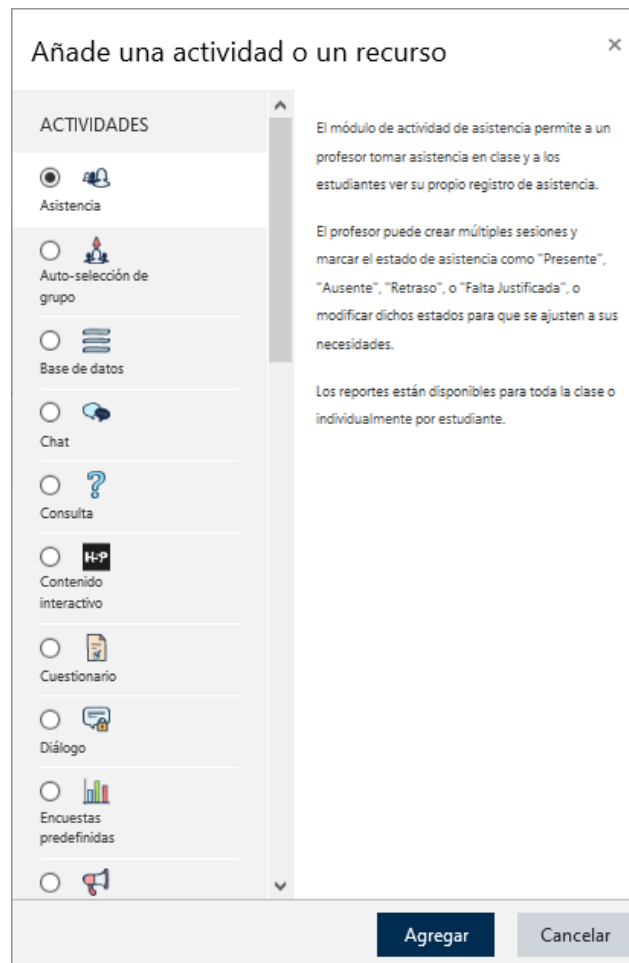 Añade una actividad o un recurso
×
ACTIVIDADES
Asistencia
Auto-selección de
grupo
Base de datos
Chat
Consulta
H-P
Contenido
interactivo
Cuestionario
Diálogo
Encuestas
predefinidas
El módulo de actividad de asistencia permite a un
profesor tomar asistencia en clase y a los
estudiantes ver su propio registro de asistencia.
El profesor puede crear múltiples sesiones y
marcar el estado de asistencia como "Presente",
"Ausente", "Retraso", o "Falta Justificada", o
modificar dichos estados para que se ajusten a sus
necesidades.
Los reportes están disponibles para toda la clase o
individualmente por estudiante.
Agregar
Cancelar